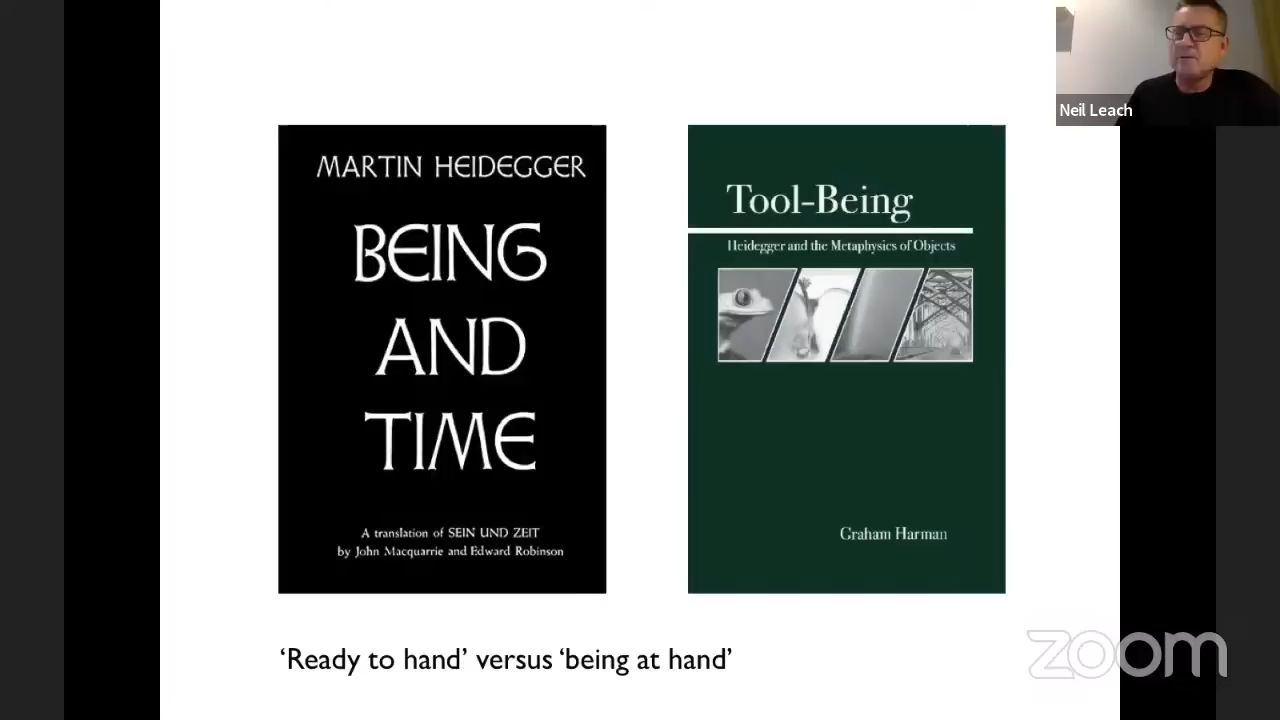 Neil Leach
MARTIN HEIDEGGER
BEING
AND
TIME
A translation of SEIN UND ZEIT
by John Macquarrie and Edward Robinson
Tool-Being
Heidegger and the Metaphysics of Objects
Graham Harman
‘Ready to hand’ versus ‘being at hand’
zoom